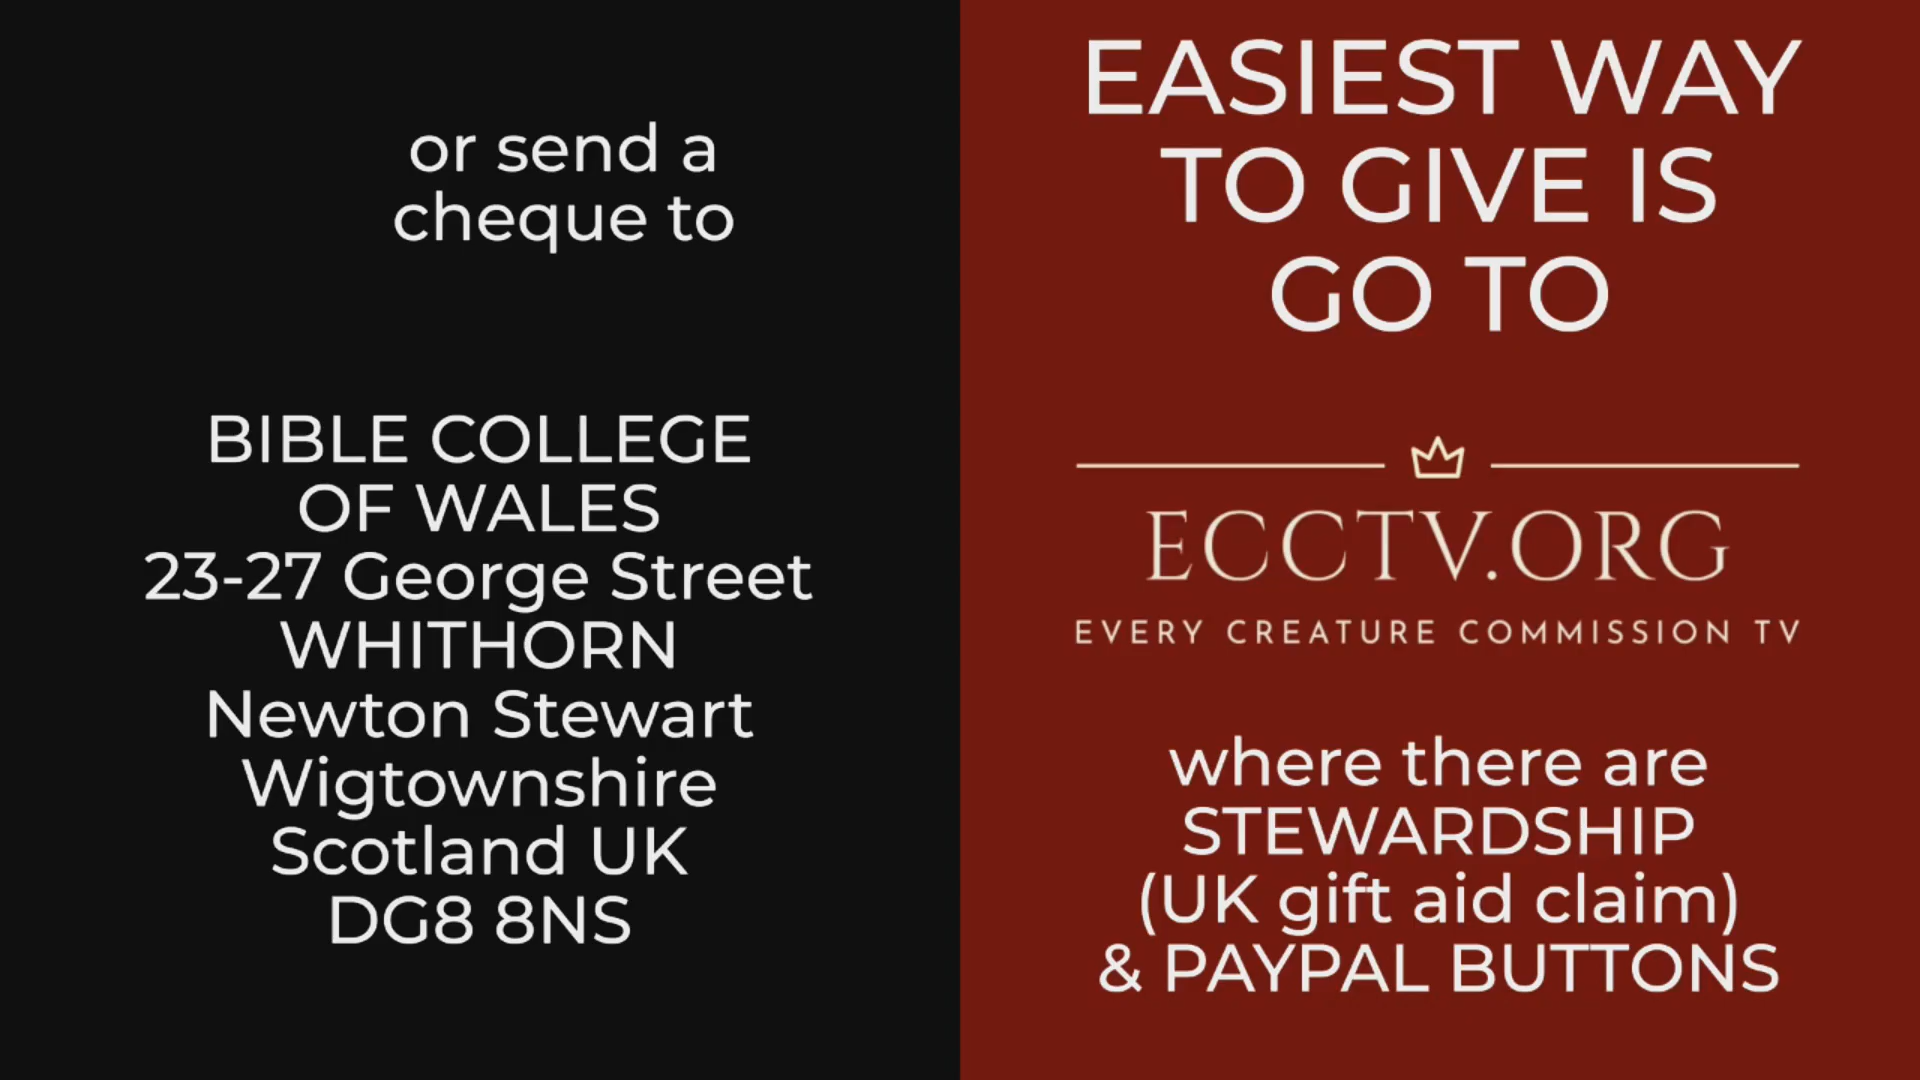 or send a
cheque to
BIBLE COLLEGE
OF WALES
23-27 George Street
WHITHORN
Newton Stewart
Wigtownshire
Scotland UK
DG8 8NS
EASIEST WAY
TO GIVE IS
GO TO
ECCTV.ORG
EVERY CREATURE COMMISSION TV
where there are
STEWARDSHIP
(UK gift aid claim)
& PAYPAL BUTTONS